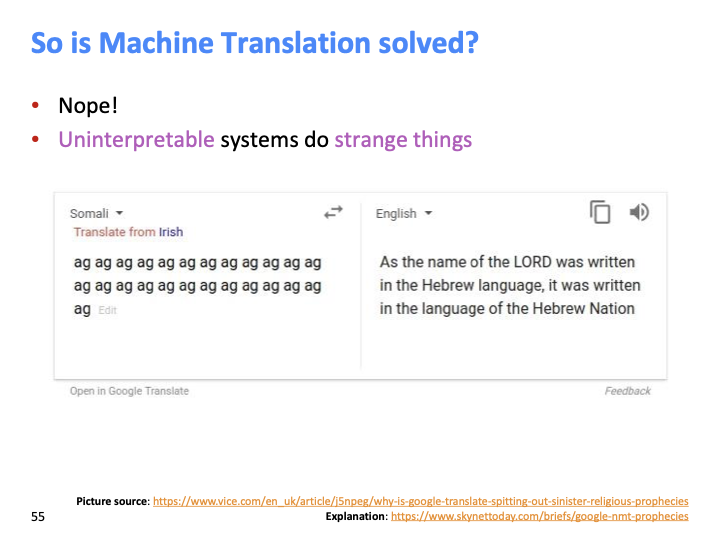 So is Machine Translation solved?
• Nope!
• Uninterpretable systems do strange things
Somali
English
Translate from Irish
ag ag ag ag ag ag ag ag ag ag ag ag
ag ag ag ag ag ag ag ag ag ag ag ag
ag Edit
As the name of the LORD was written
in the Hebrew language, it was written
in the language of the Hebrew Nation
Open in Google Translate
Feedback
Picture source: https://www.vice.com/en_uk/article/j5npeg/why-is-google-translate-spitting-out-sinister-religious-prophecies
55
Explanation: https://www.skynettoday.com/briefs/google-nmt-prophecies